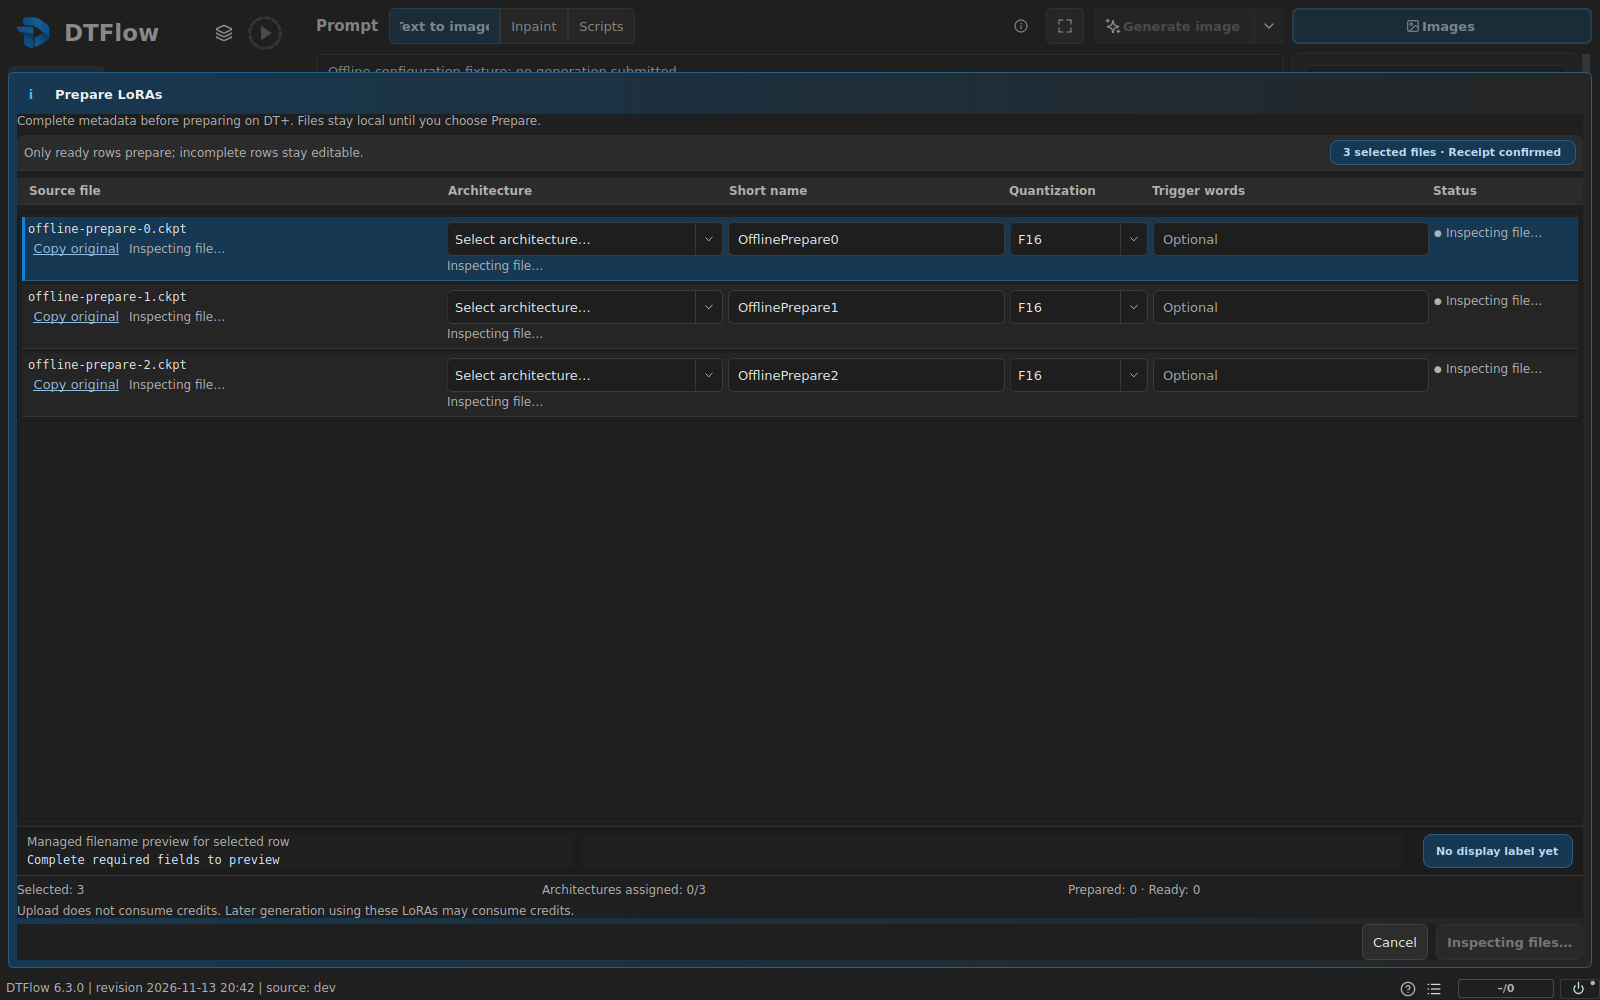 DTFlow
Prompt
Text to image
Inpaint
Scripts
Generate image
Images
Offline configuration fixture: no generation submitted
i Prepare LoRAs
Complete metadata before preparing on DT+. Files stay local until you choose Prepare.
Only ready rows prepare; incomplete rows stay editable.
3 selected files · Receipt confirmed
Source file Architecture Short name Quantization Trigger words Status
offline-prepare-0.ckpt
Copy original Inspecting file…
Select architecture…
Inspecting file…
OfflinePrepare0
F16
Optional
● Inspecting file…
offline-prepare-1.ckpt
Copy original Inspecting file…
Select architecture…
Inspecting file…
OfflinePrepare1
F16
Optional
● Inspecting file…
offline-prepare-2.ckpt
Copy original Inspecting file…
Select architecture…
Inspecting file…
OfflinePrepare2
F16
Optional
● Inspecting file…
Managed filename preview for selected row
Complete required fields to preview
No display label yet
Selected: 3
Architectures assigned: 0/3
Prepared: 0 · Ready: 0
Upload does not consume credits. Later generation using these LoRAs may consume credits.
Cancel
Inspecting files…
DTFlow 6.3.0 | revision 2026-11-13 20:42 | source: dev
–/0